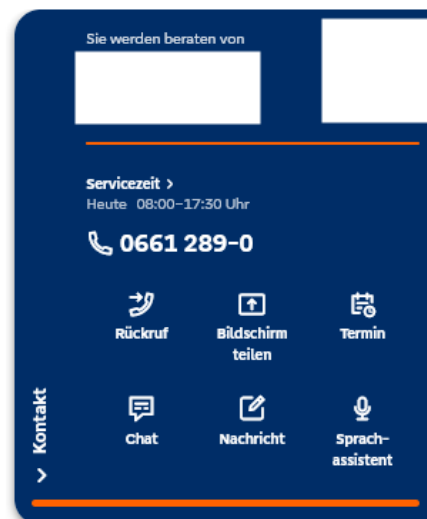 Sie werden beraten von
Servicezeit >
Heute 08:00-17:30 Uhr
0661 289-0
Rückruf
Bildschirm
teilen
Termin
Chat
Nachricht
Sprach-
assistent
Kontakt